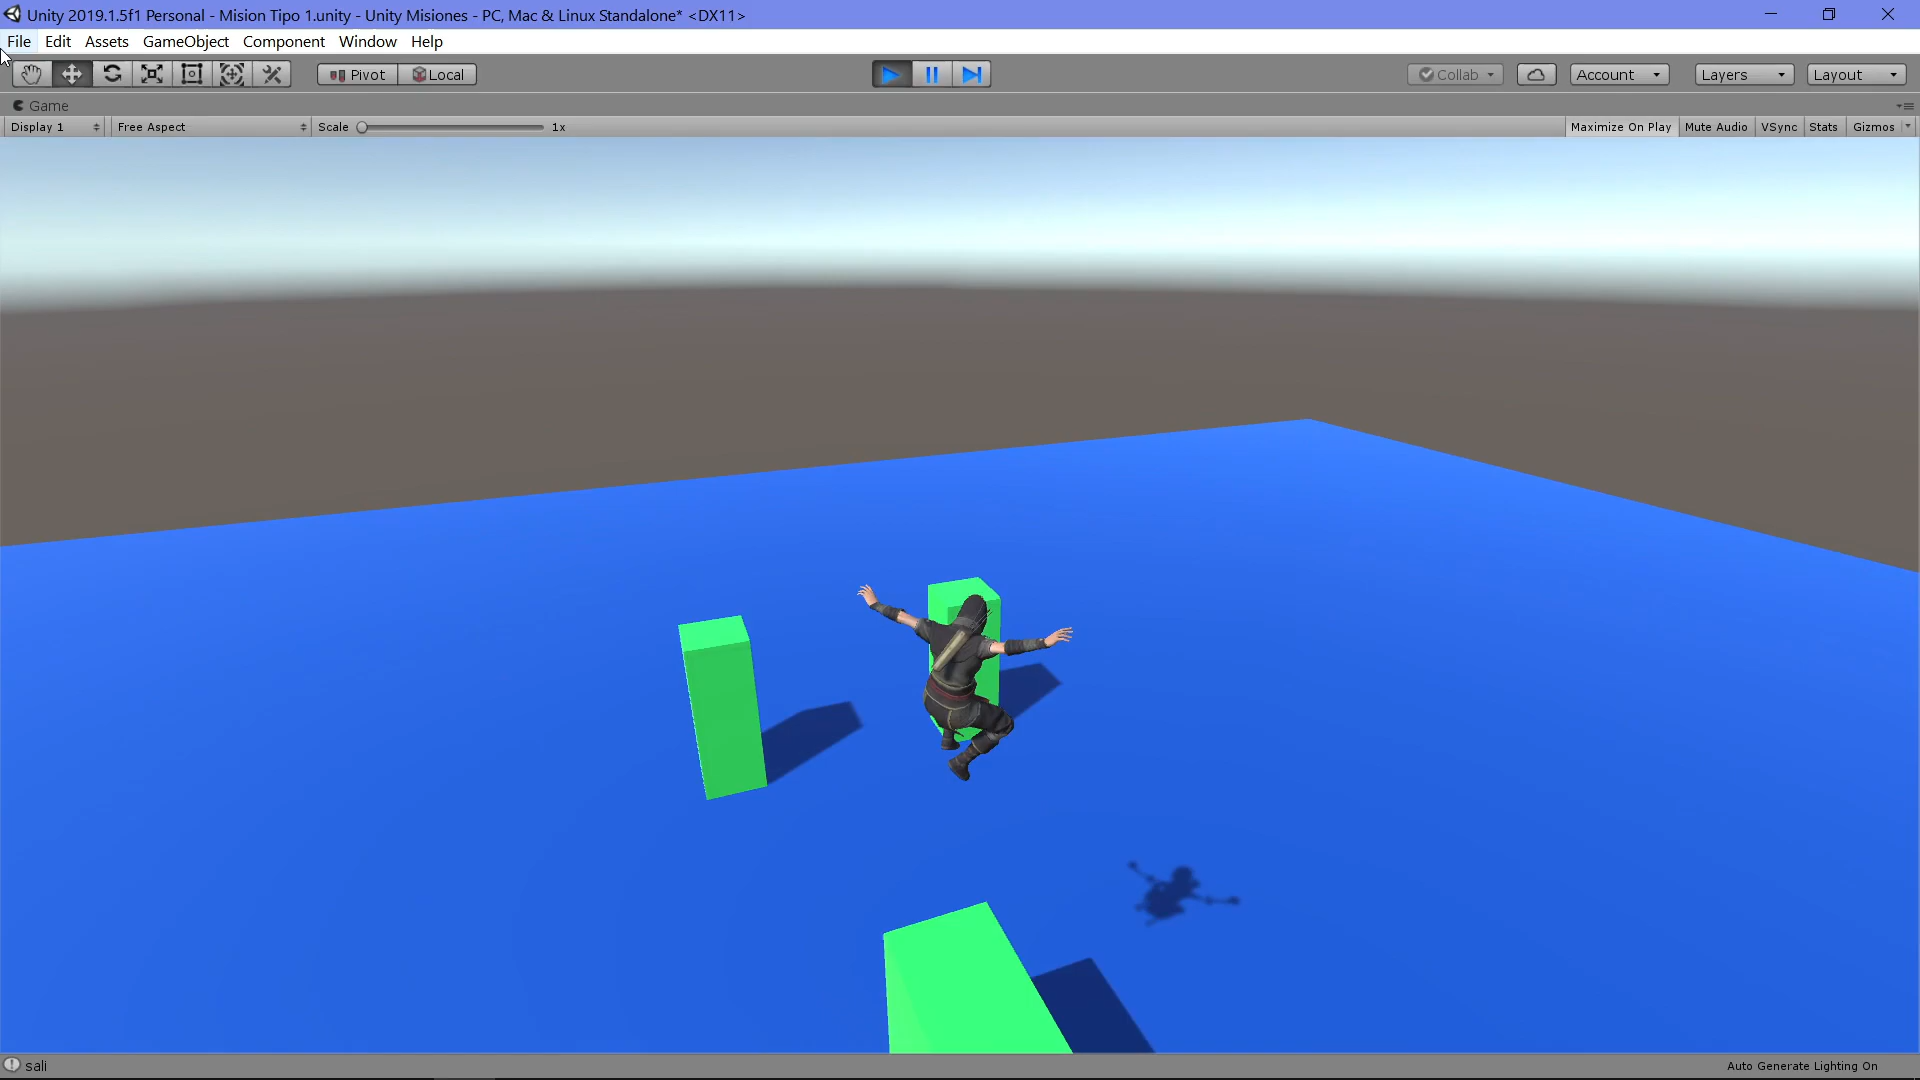 Unity 2019.1.5f1 Personal - Mision Tipo 1.unity - Unity Misiones - PC, Mac & Linux Standalone* <DX11>
File Edit Assets GameObject Component Window Help
Pivot Local Collab Account Layers Layout
Game
Display 1 Free Aspect Scale 1x Maximize On Play Mute Audio VSync Stats Gizmos
sali Auto Generate Lighting On